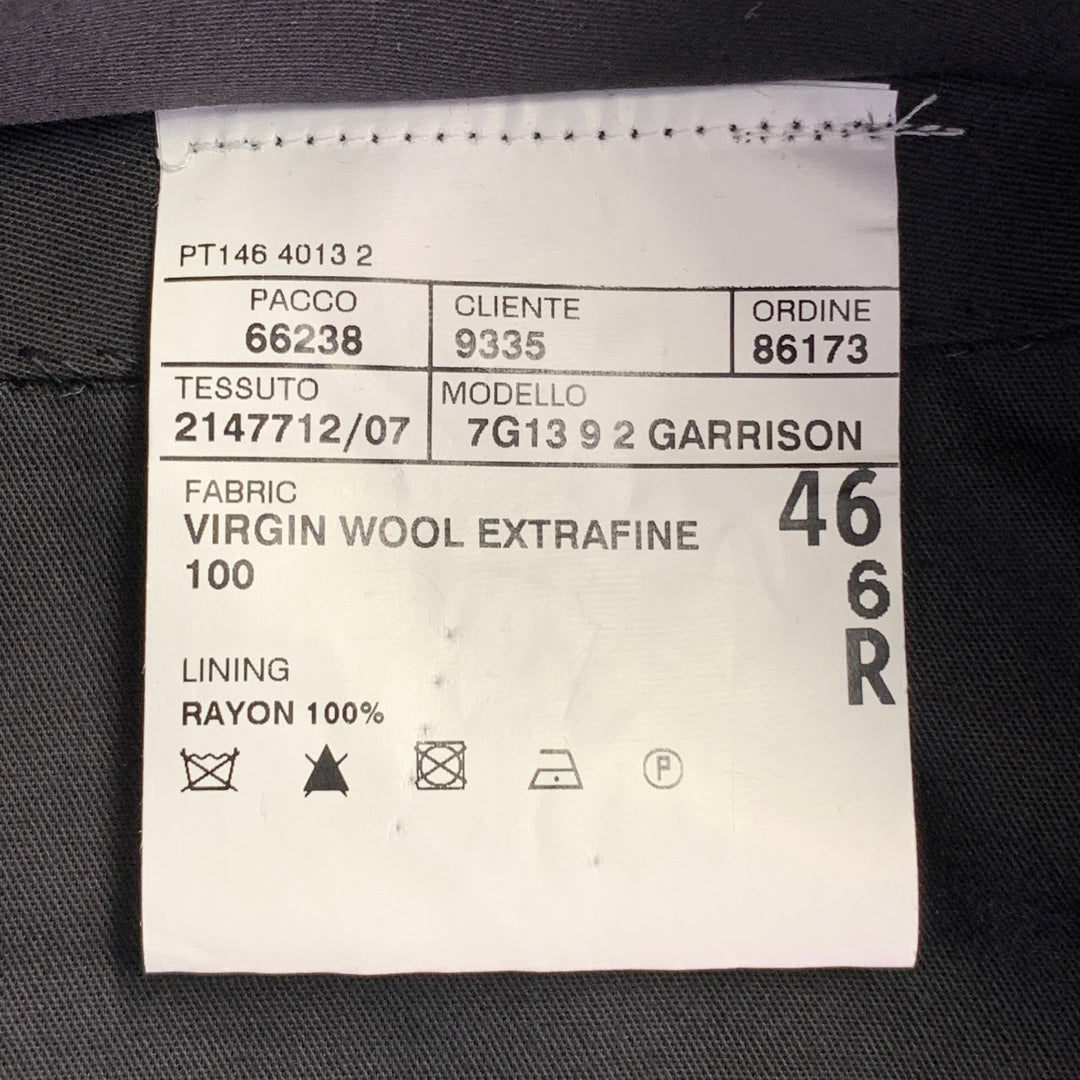 PT146 4013 2
PACCO CLIENTE ORDINE
66238 9335 86173
TESSUTO MODELLO
2147712/07 7G13 9 2 GARRISON
FABRIC 46
VIRGIN WOOL EXTRAFINE
100 6
LINING R
RAYON 100%
P